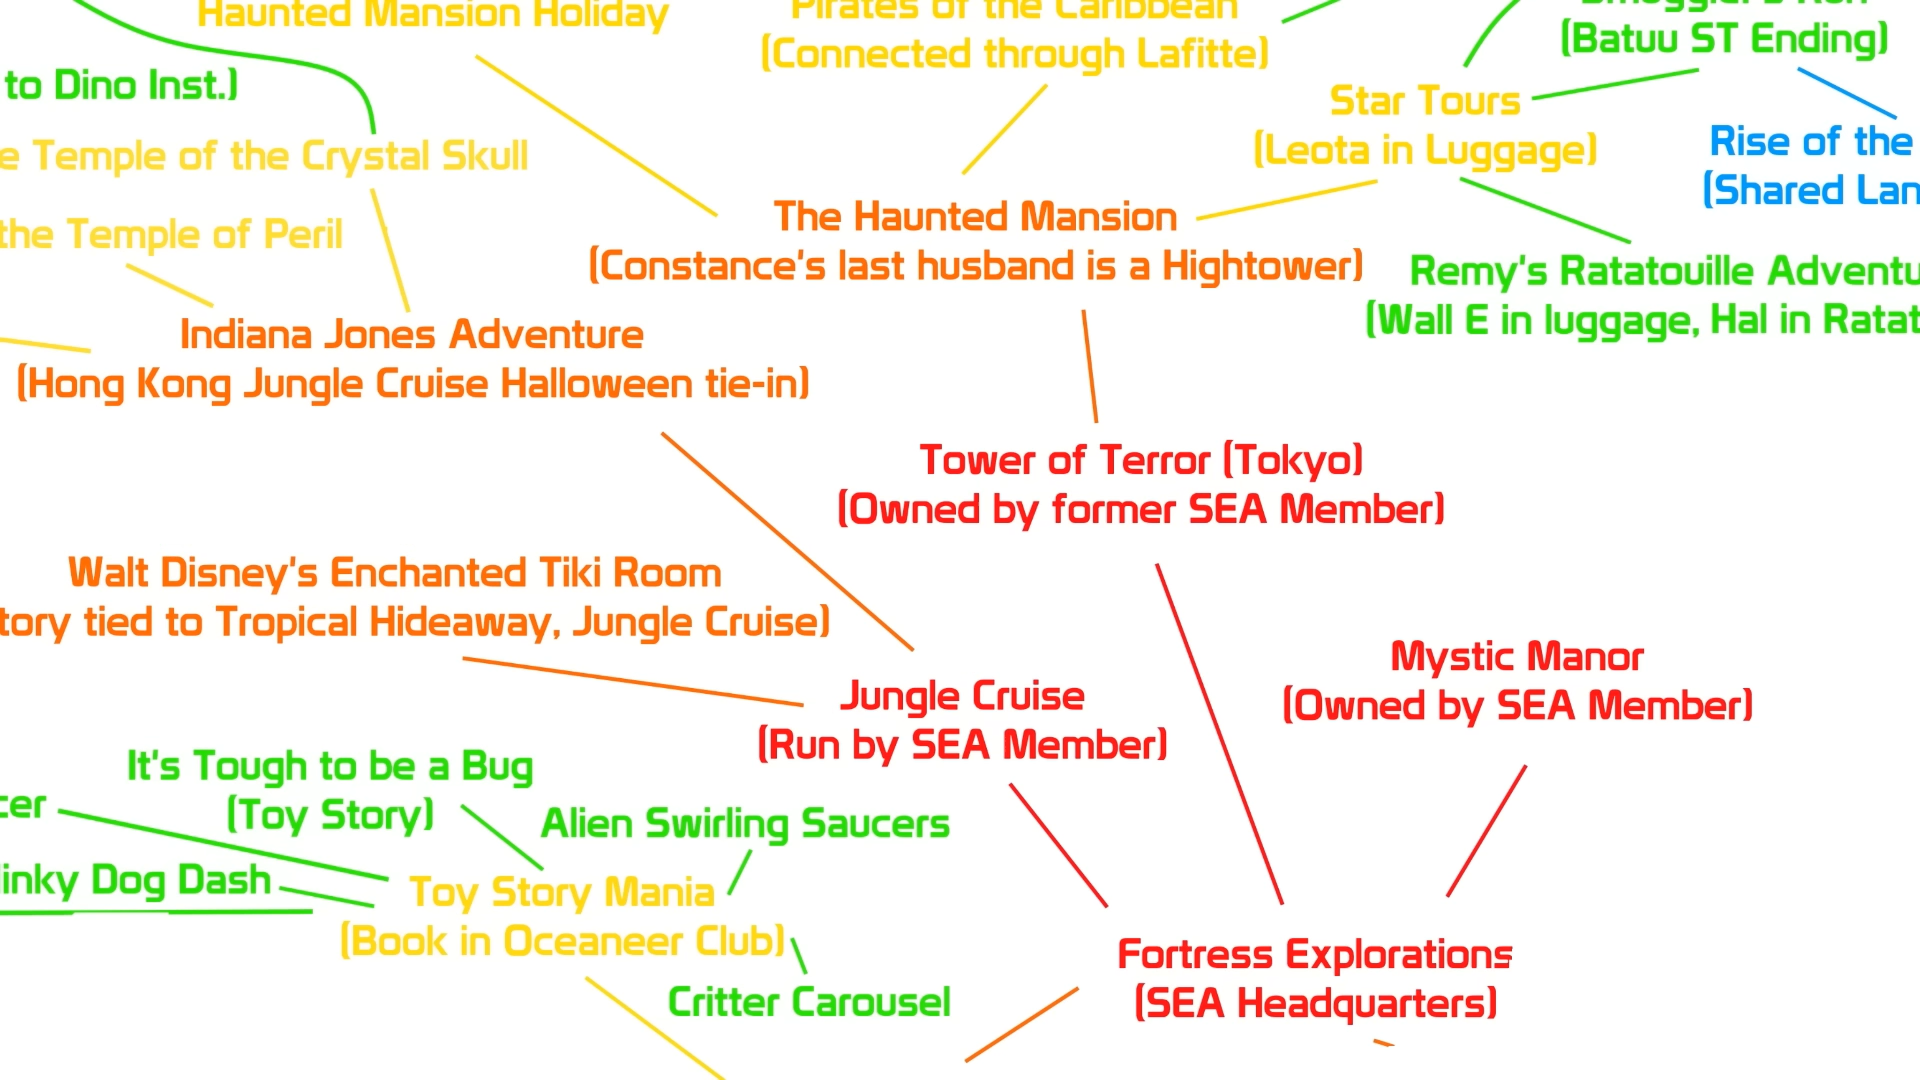 Haunted Mansion Holiday
Pirates of the Caribbean
(Connected through Lafitte)
Smuggler's Run
(Batuu ST Ending)
to Dino Inst.)
Star Tours
(Leota in Luggage)
Rise of the
(Shared Lan
e Temple of the Crystal Skull
the Temple of Peril
The Haunted Mansion
(Constance's last husband is a Hightower)
Remy's Ratatouille Adventu
(Wall E in luggage, Hal in Ratat
Indiana Jones Adventure
(Hong Kong Jungle Cruise Halloween tie-in)
Tower of Terror (Tokyo)
(Owned by former SEA Member)
Walt Disney's Enchanted Tiki Room
tory tied to Tropical Hideaway, Jungle Cruise)
Mystic Manor
(Owned by SEA Member)
Jungle Cruise
(Run by SEA Member)
It's Tough to be a Bug
(Toy Story)
cer
Alien Swirling Saucers
linky Dog Dash
Toy Story Mania
(Book in Oceaneer Club)
Critter Carousel
Fortress Explorations
(SEA Headquarters)